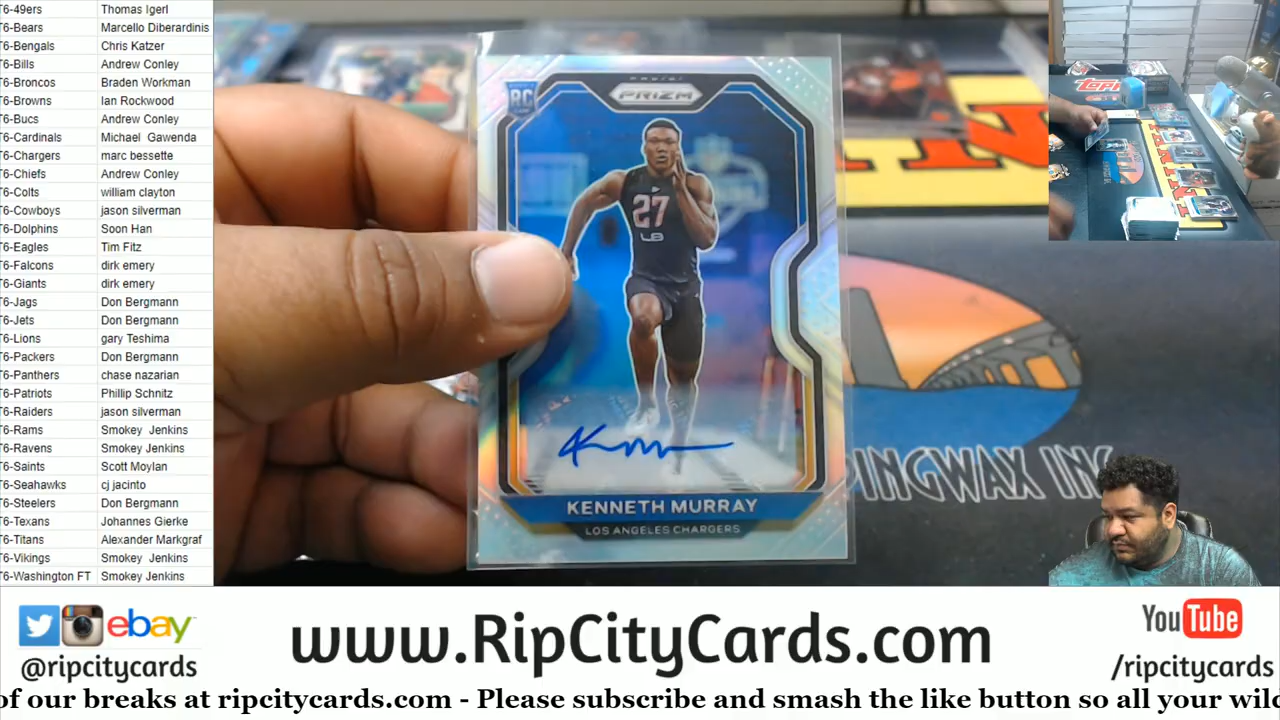 T6-49ers Thomas Igerl
T6-Bears Marcello Diberardinis
T6-Bengals Chris Katzer
T6-Bills Andrew Conley
T6-Broncos Braden Workman
T6-Browns Ian Rockwood
T6-Bucs Andrew Conley
T6-Cardinals Michael Gawenda
T6-Chargers marc bessette
T6-Chiefs Andrew Conley
T6-Colts william clayton
T6-Cowboys jason silverman
T6-Dolphins Soon Han
T6-Eagles Tim Fitz
T6-Falcons dirk emery
T6-Giants dirk emery
T6-Jags Don Bergmann
T6-Jets Don Bergmann
T6-Lions gary Teshima
T6-Packers Don Bergmann
T6-Panthers chase nazarian
T6-Patriots Phillip Schnitz
T6-Raiders jason silverman
T6-Rams Smokey Jenkins
T6-Ravens Smokey Jenkins
T6-Saints Scott Moylan
T6-Seahawks cj jacinto
T6-Steelers Don Bergmann
T6-Texans Johannes Gierke
T6-Titans Alexander Markgraf
T6-Vikings Smokey Jenkins
T6-Washington FT Smokey Jenkins
RC
PANINI
PRIZM
27
LB
KENNETH MURRAY
LOS ANGELES CHARGERS
PINGWAX INC
TOPPS
ebay
@ripcitycards
www.RipCityCards.com
YouTube
/ripcitycards
of our breaks at ripcitycards.com - Please subscribe and smash the like button so all your wild